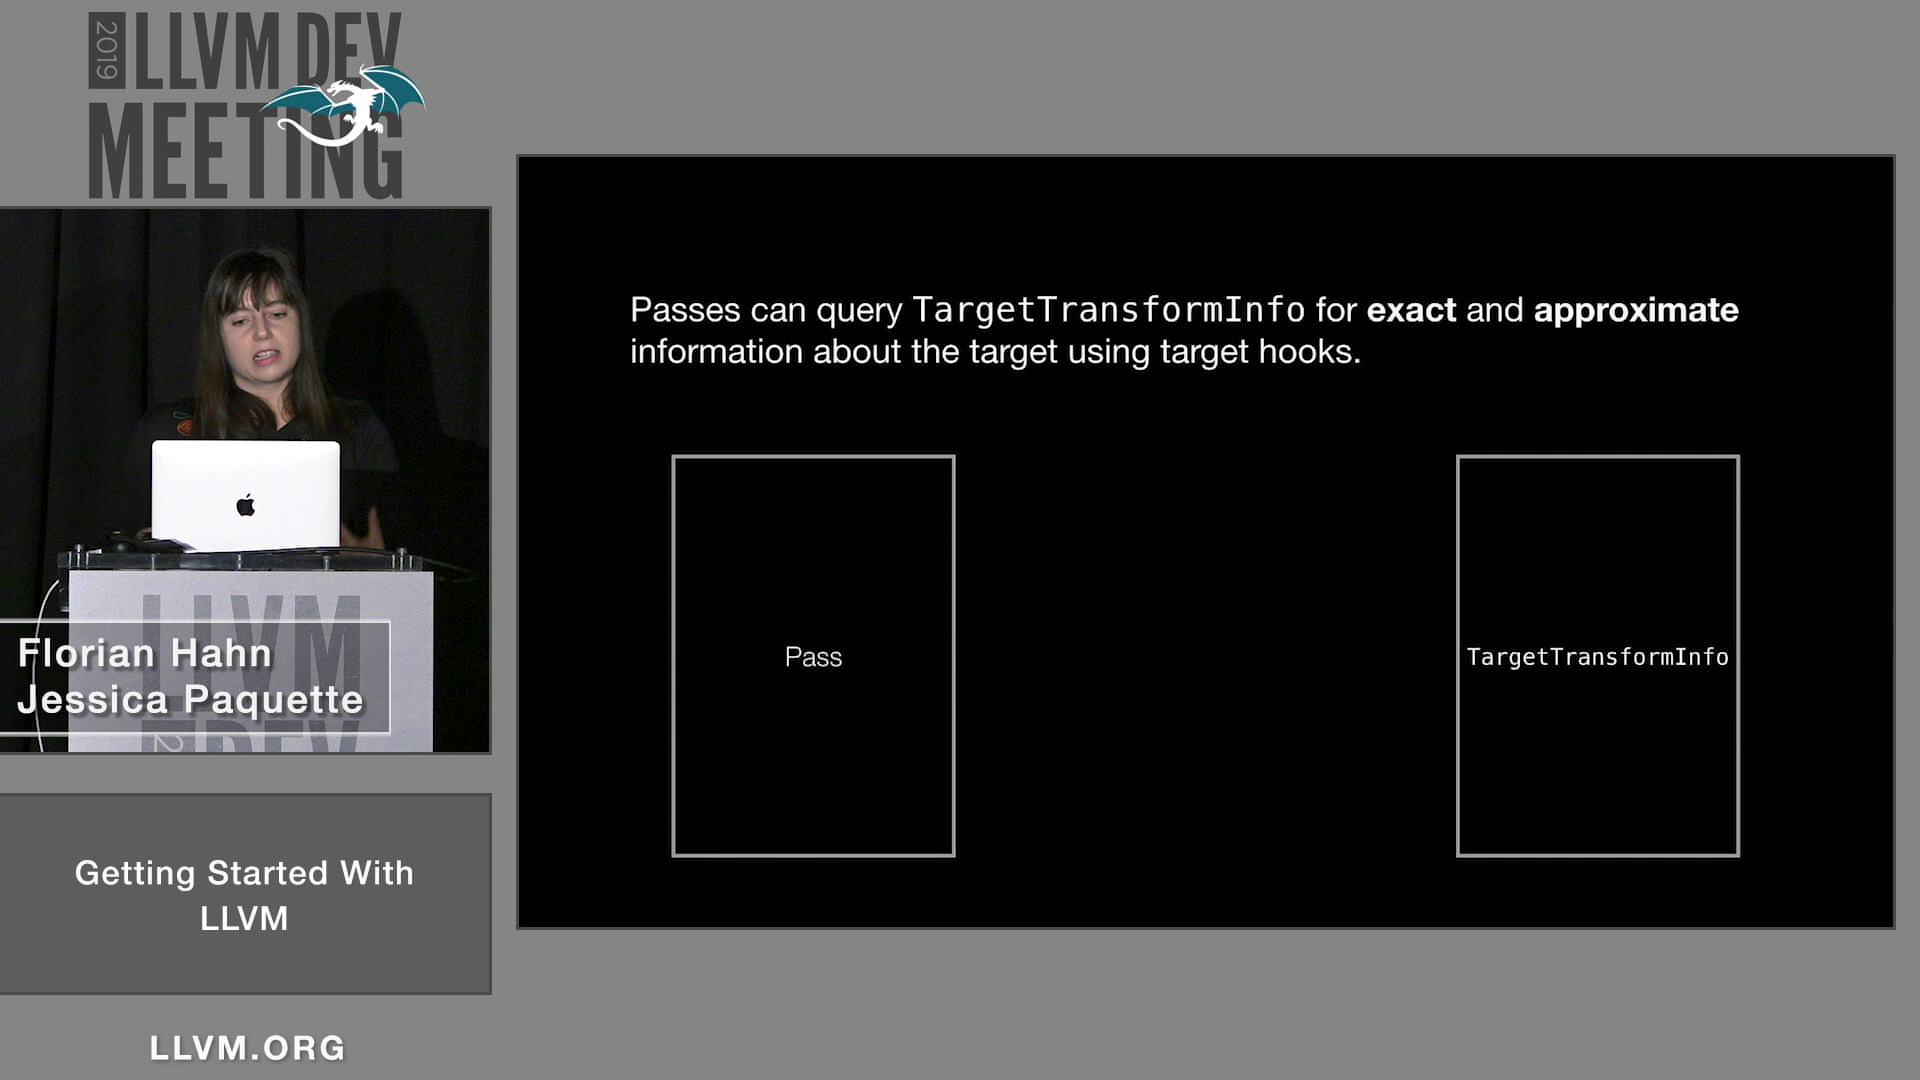 2019
LLVM DEV
MEETING
Passes can query TargetTransformInfo for exact and approximate
information about the target using target hooks.
Pass
TargetTransformInfo
LLVM
Florian Hahn
Jessica Paquette
Getting Started With
LLVM
LLVM.ORG